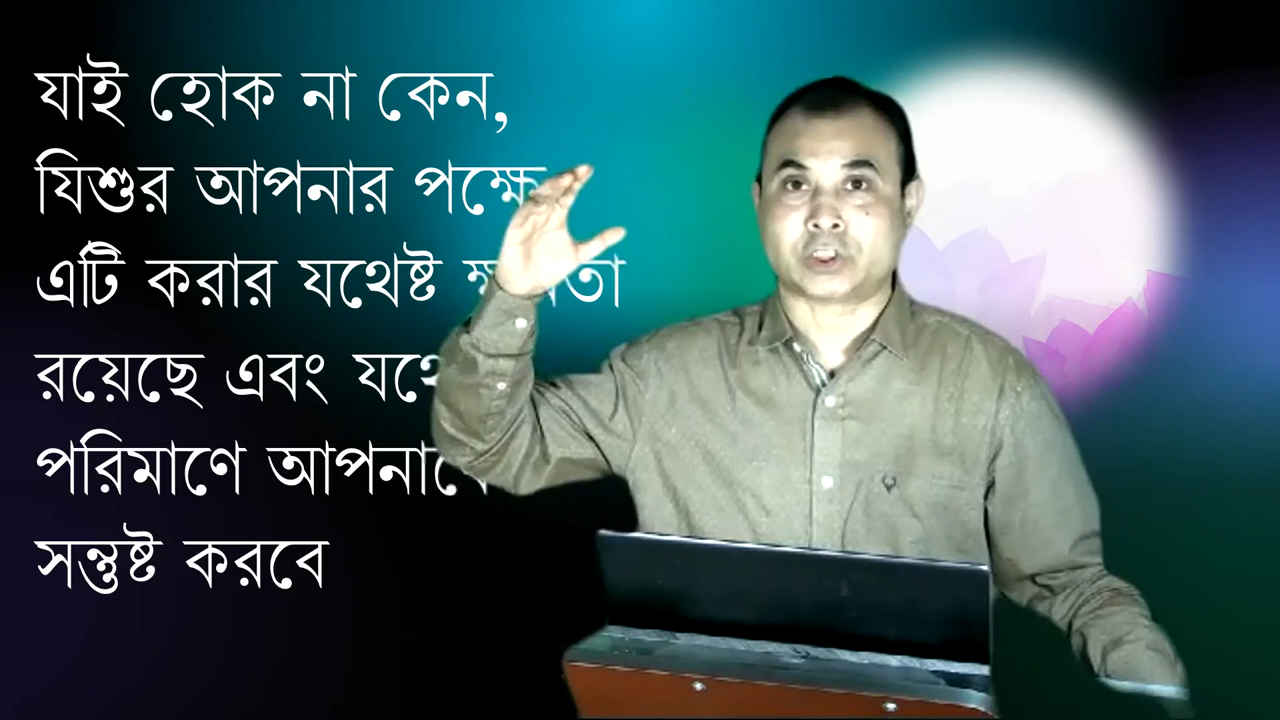 যাই হোক না কেন,
যিশুর আপনার পক্ষে
এটি করার যথেষ্ট
রয়েছে এবং
পরিমাণে
সন্তুষ্ট করবে